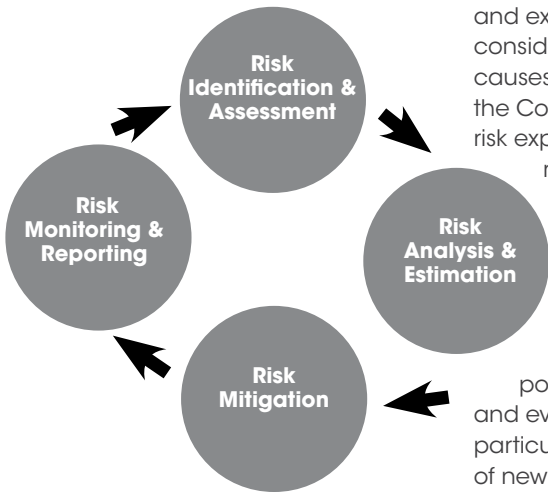 Risk
Identification &
Assessment
Risk
Analysis &
Estimation
Risk
Mitigation
Risk
Monitoring &
Reporting
and ex
consid
causes
the Co
risk exp
po
and ev
particu
of new